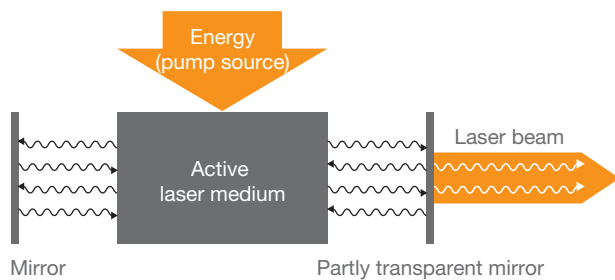 Energy
(pump source)
Laser beam
Active
laser medium
Mirror
Partly transparent mirror